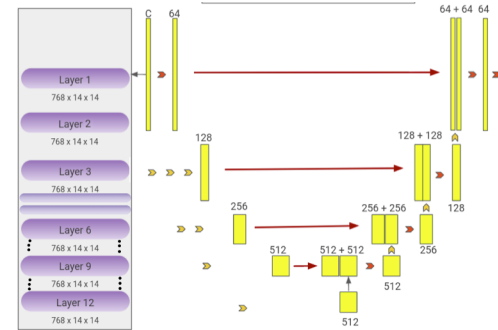 C 64 64 + 64 64
Layer 1
768 x 14 x 14
Layer 2
768 x 14 x 14
128 128 + 128
Layer 3
768 x 14 x 14
128
256 256 + 256
Layer 6
768 x 14 x 14
256
512 512 + 512
Layer 9
768 x 14 x 14
512
Layer 12
768 x 14 x 14
512